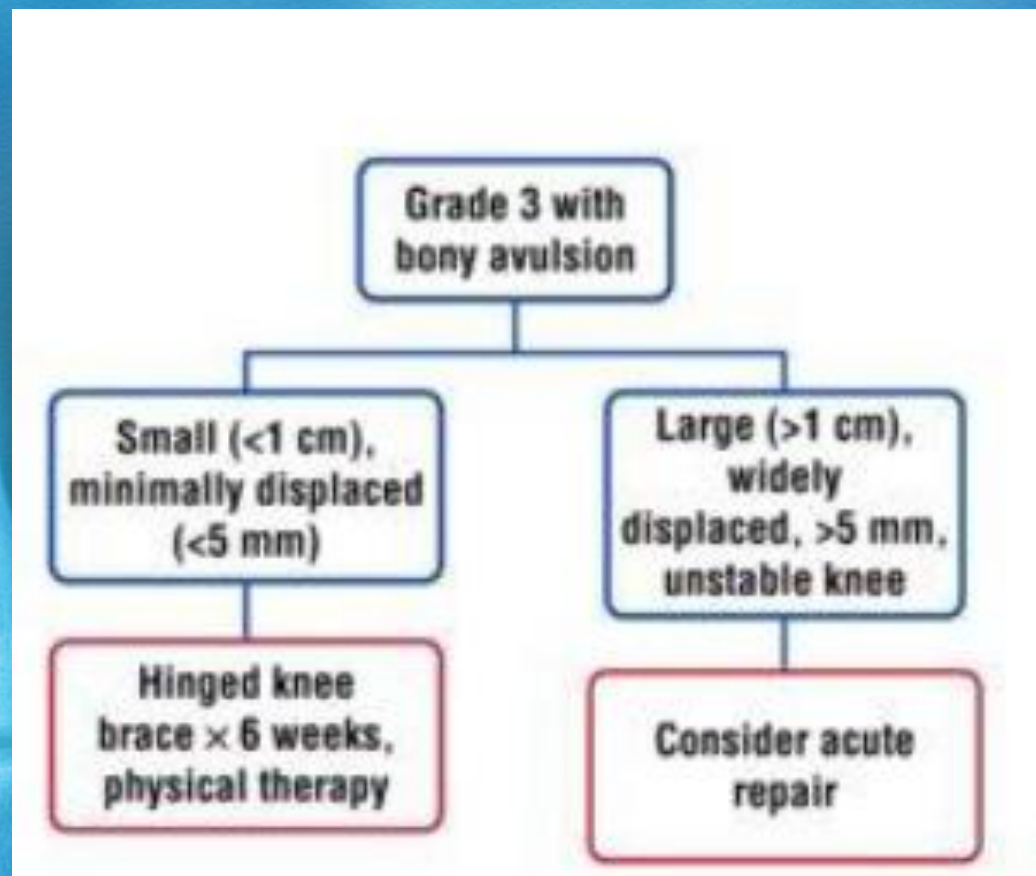 Grade 3 with
bony avulsion
Small (<1 cm),
minimally displaced
(<5 mm)
Large (>1 cm),
widely
displaced, >5 mm,
unstable knee
Hinged knee
brace × 6 weeks,
physical therapy
Consider acute
repair